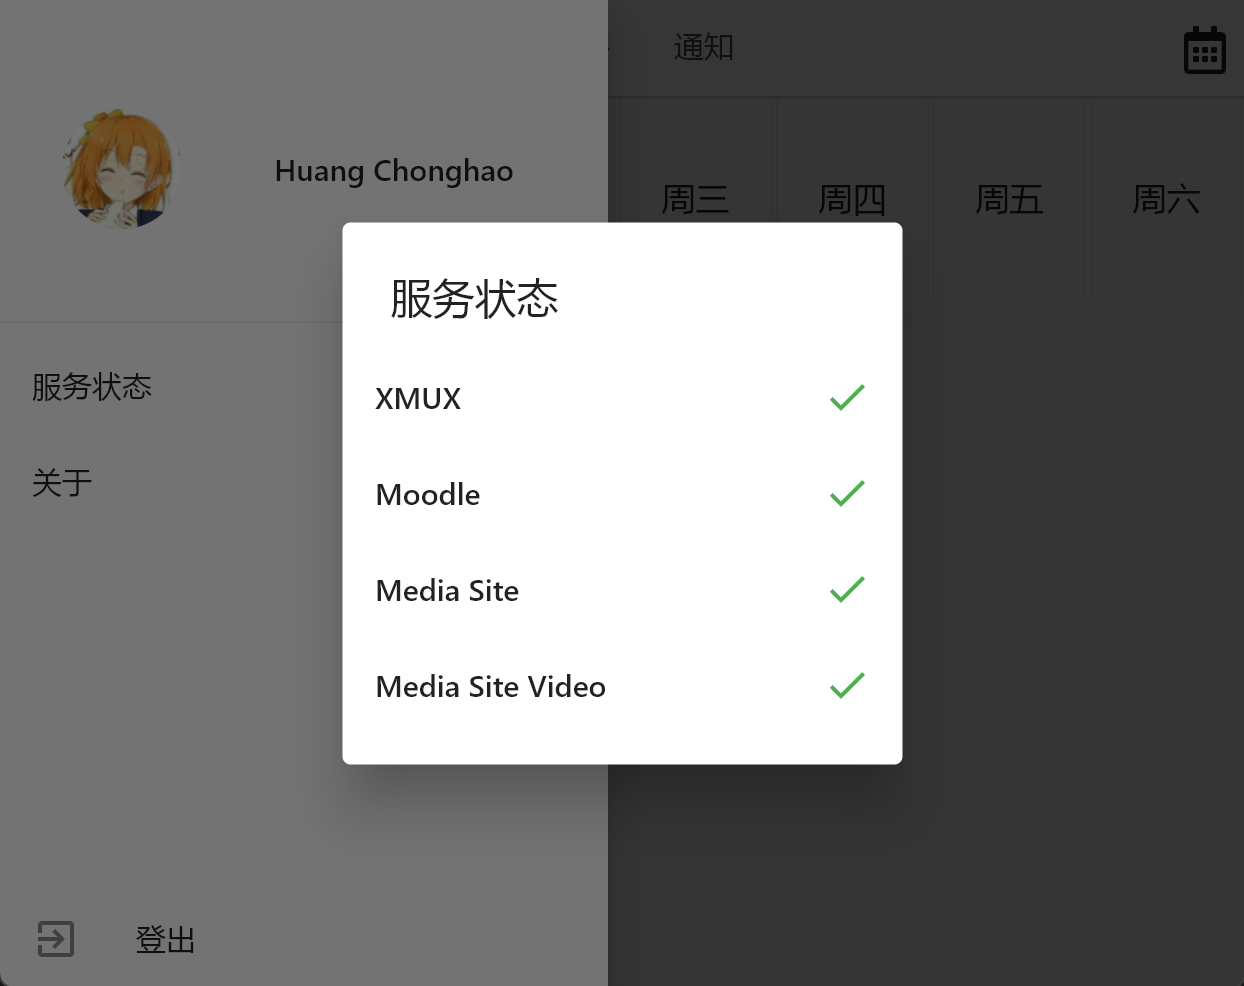 通知
Huang Chonghao
周三 周四 周五 周六
服务状态
关于
登出
服务状态
XMUX
Moodle
Media Site
Media Site Video